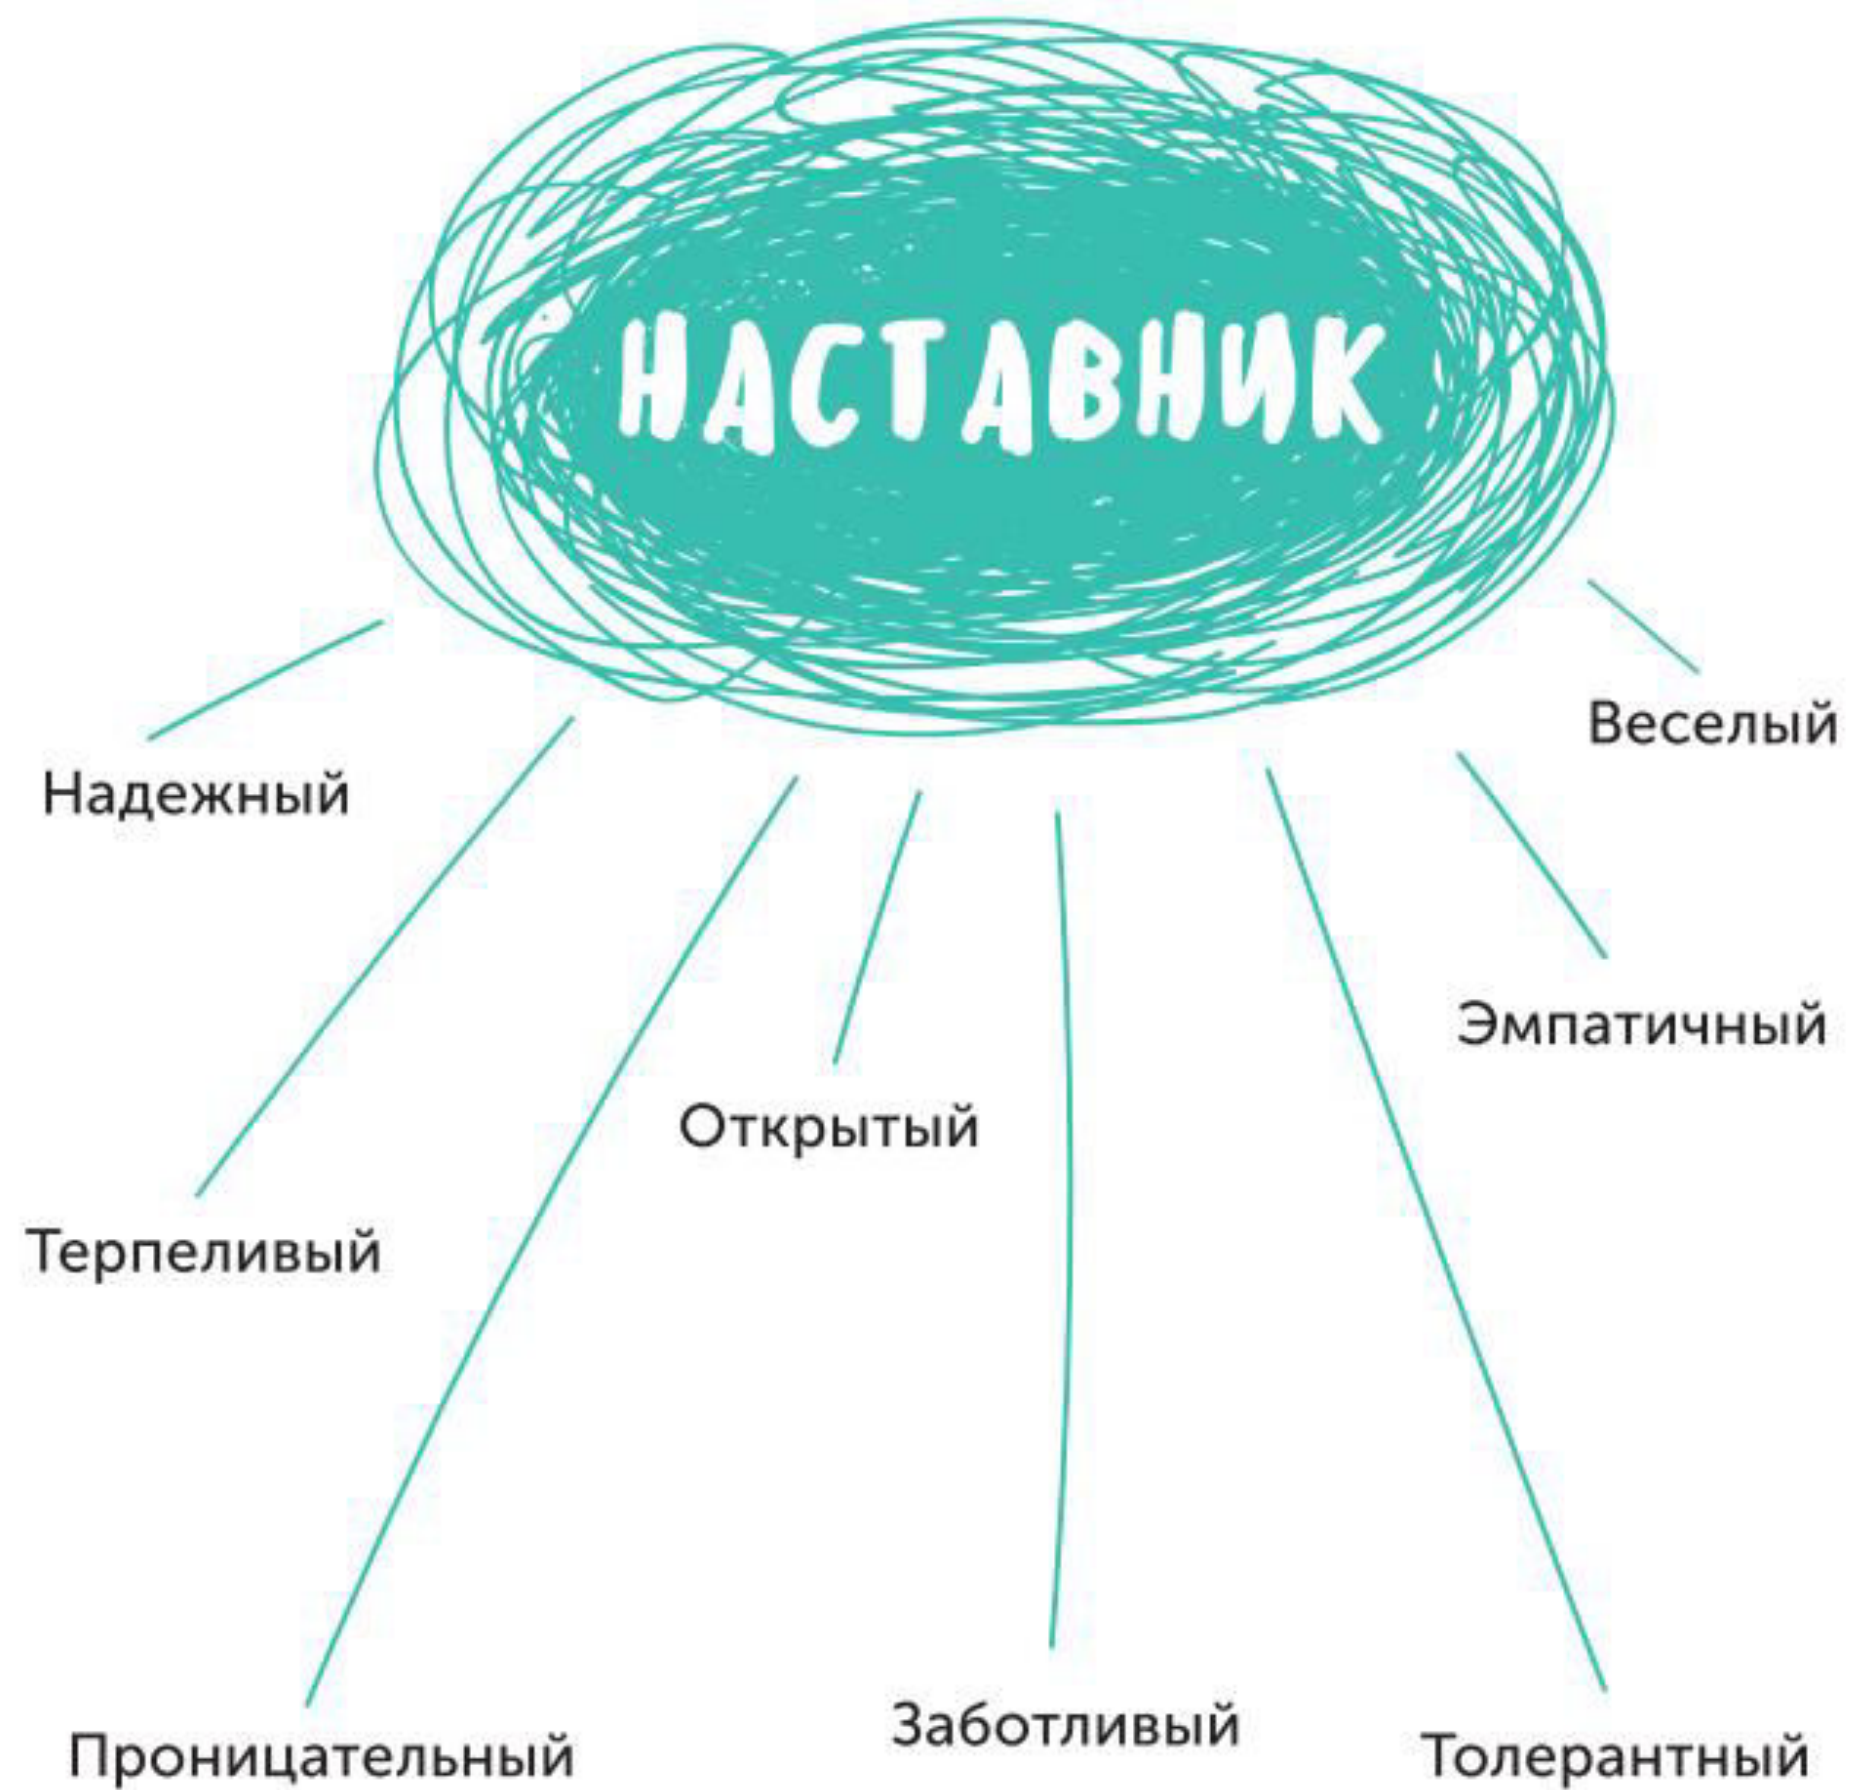 НАСТАВНИК
Веселый
Надежный
Эмпатичный
Открытый
Терпеливый
Заботливый
Проницательный
Толерантный